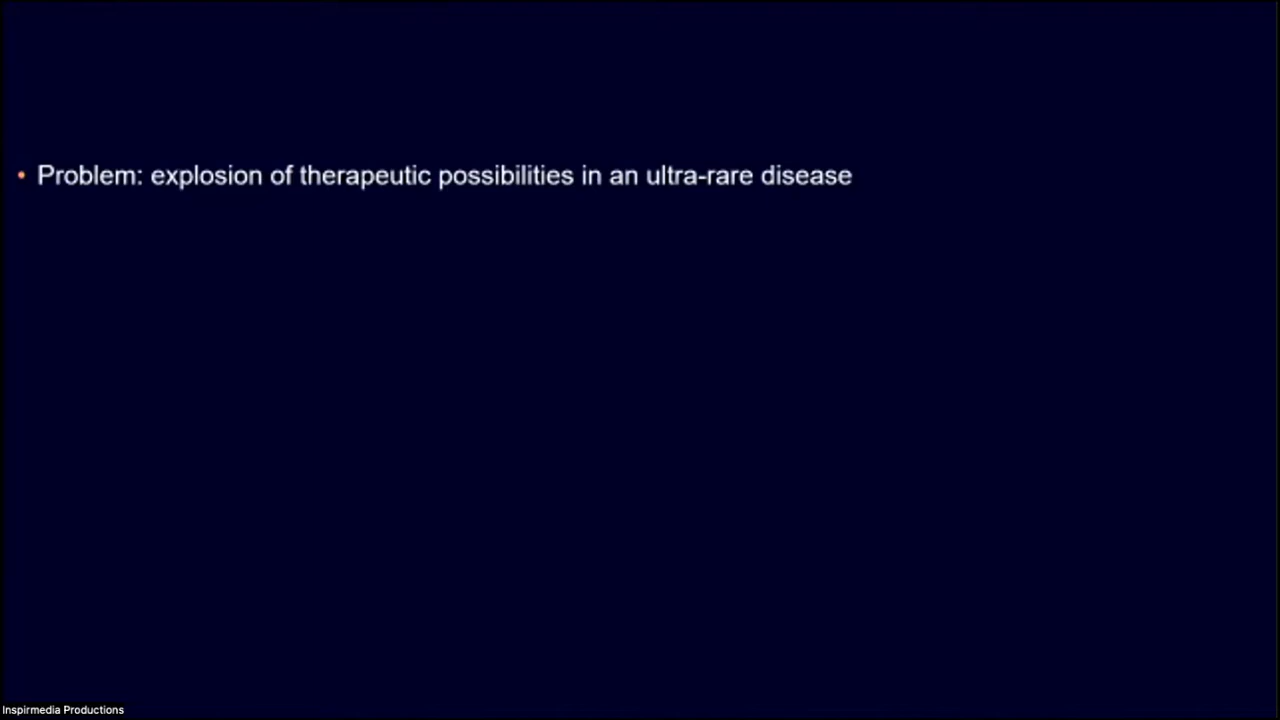 • Problem: explosion of therapeutic possibilities in an ultra-rare disease
Inspirmedia Productions